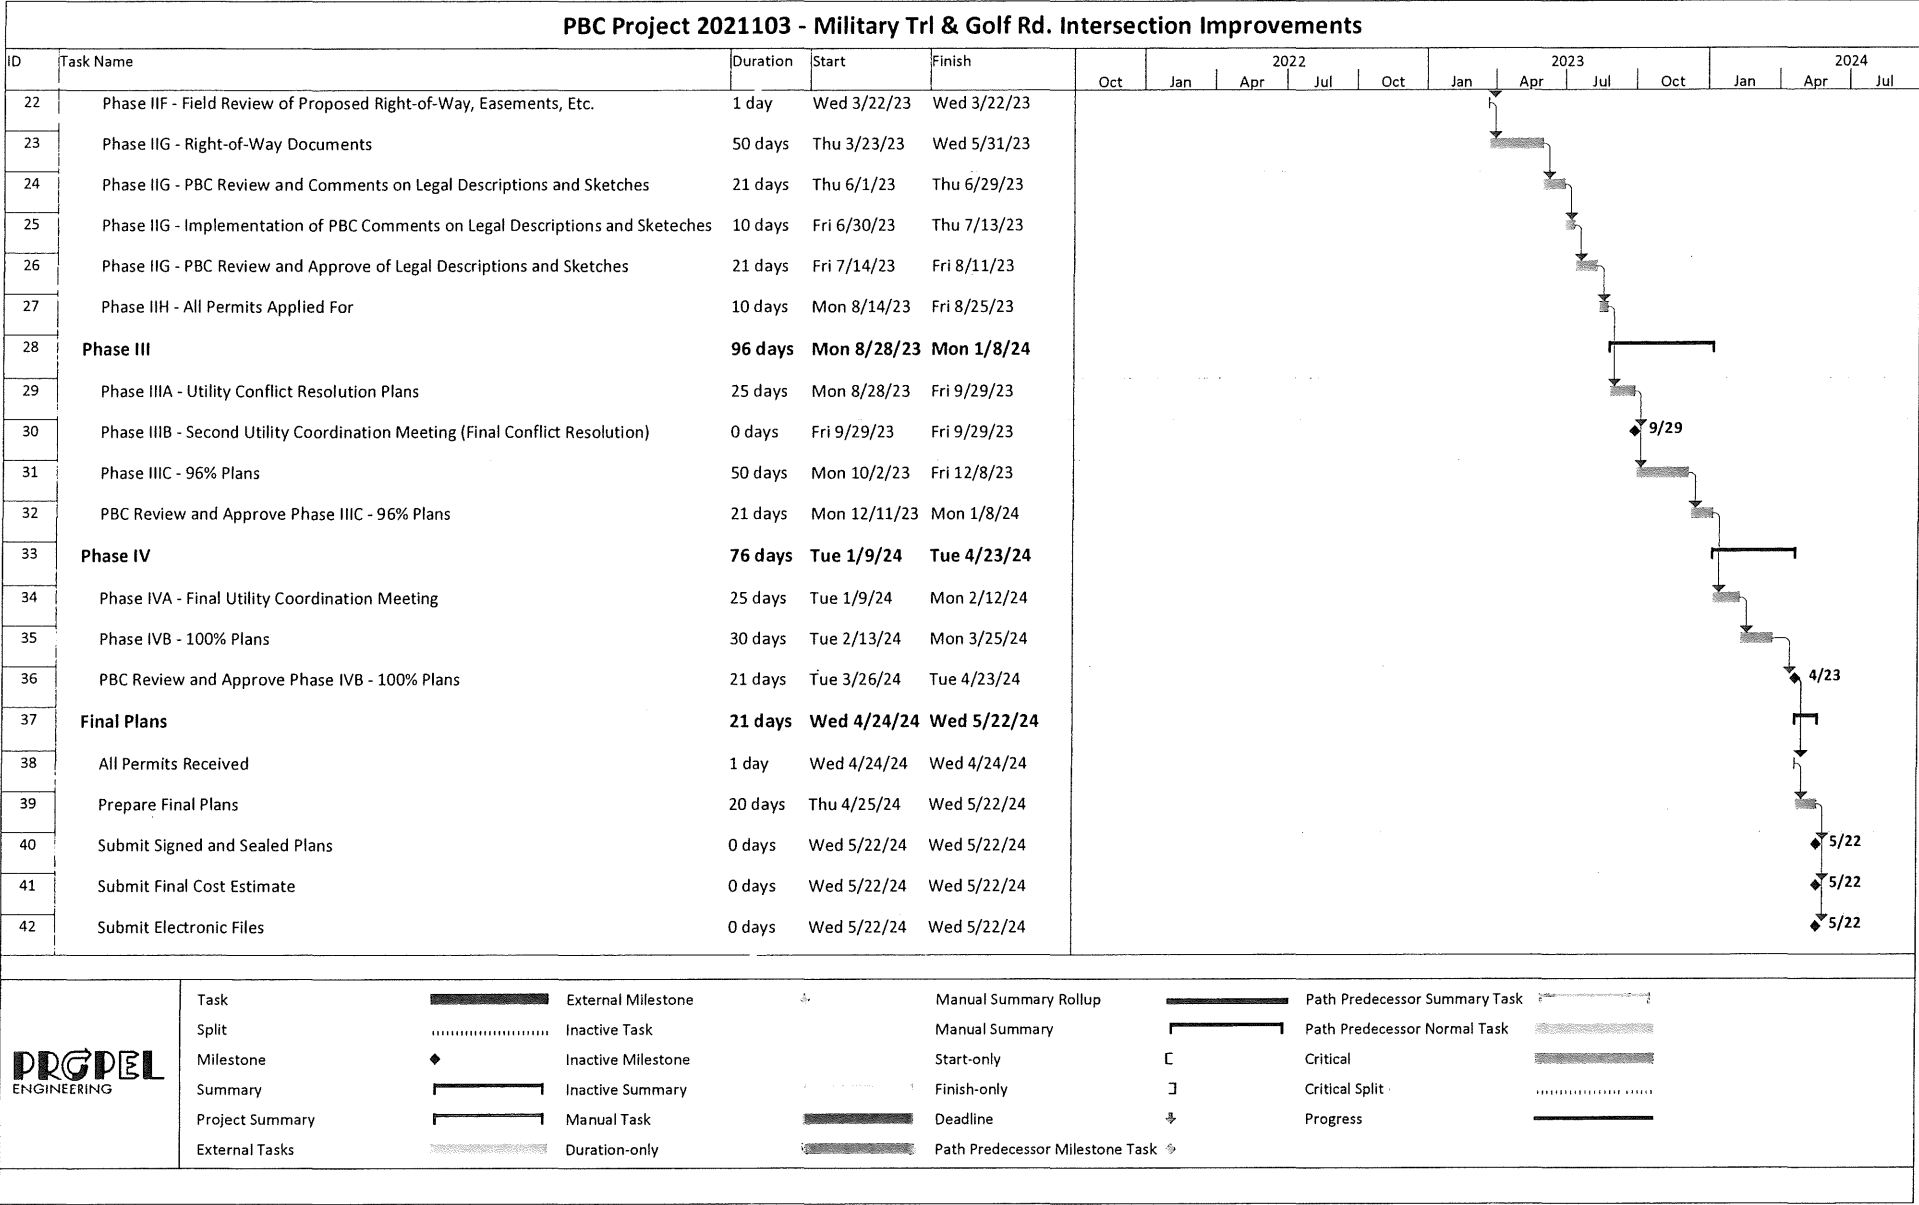 PBC Project 2021103 - Military Trl & Golf Rd. Intersection Improvements
ID Task Name Duration Start Finish 2022 2023 2024
Oct Jan Apr Jul Oct Jan Apr Jul Oct Jan Apr Jul
22 Phase IIF - Field Review of Proposed Right-of-Way, Easements, Etc. 1 day Wed 3/22/23 Wed 3/22/23
23 Phase IIG - Right-of-Way Documents 50 days Thu 3/23/23 Wed 5/31/23
24 Phase IIG - PBC Review and Comments on Legal Descriptions and Sketches 21 days Thu 6/1/23 Thu 6/29/23
25 Phase IIG - Implementation of PBC Comments on Legal Descriptions and Sketeches 10 days Fri 6/30/23 Thu 7/13/23
26 Phase IIG - PBC Review and Approve of Legal Descriptions and Sketches 21 days Fri 7/14/23 Fri 8/11/23
27 Phase IIH - All Permits Applied For 10 days Mon 8/14/23 Fri 8/25/23
28 Phase III 96 days Mon 8/28/23 Mon 1/8/24
29 Phase IIIA - Utility Conflict Resolution Plans 25 days Mon 8/28/23 Fri 9/29/23
30 Phase IIIB - Second Utility Coordination Meeting (Final Conflict Resolution) 0 days Fri 9/29/23 Fri 9/29/23 9/29
31 Phase IIIC - 96% Plans 50 days Mon 10/2/23 Fri 12/8/23
32 PBC Review and Approve Phase IIIC - 96% Plans 21 days Mon 12/11/23 Mon 1/8/24
33 Phase IV 76 days Tue 1/9/24 Tue 4/23/24
34 Phase IVA - Final Utility Coordination Meeting 25 days Tue 1/9/24 Mon 2/12/24
35 Phase IVB - 100% Plans 30 days Tue 2/13/24 Mon 3/25/24
36 PBC Review and Approve Phase IVB - 100% Plans 21 days Tue 3/26/24 Tue 4/23/24 4/23
37 Final Plans 21 days Wed 4/24/24 Wed 5/22/24
38 All Permits Received 1 day Wed 4/24/24 Wed 4/24/24
39 Prepare Final Plans 20 days Thu 4/25/24 Wed 5/22/24
40 Submit Signed and Sealed Plans 0 days Wed 5/22/24 Wed 5/22/24 5/22
41 Submit Final Cost Estimate 0 days Wed 5/22/24 Wed 5/22/24 5/22
42 Submit Electronic Files 0 days Wed 5/22/24 Wed 5/22/24 5/22
PROPEL
ENGINEERING
Task External Milestone Manual Summary Rollup Path Predecessor Summary Task
Split Inactive Task Manual Summary Path Predecessor Normal Task
Milestone Inactive Milestone Start-only Critical
Summary Inactive Summary Finish-only Critical Split
Project Summary Manual Task Deadline Progress
External Tasks Duration-only Path Predecessor Milestone Task